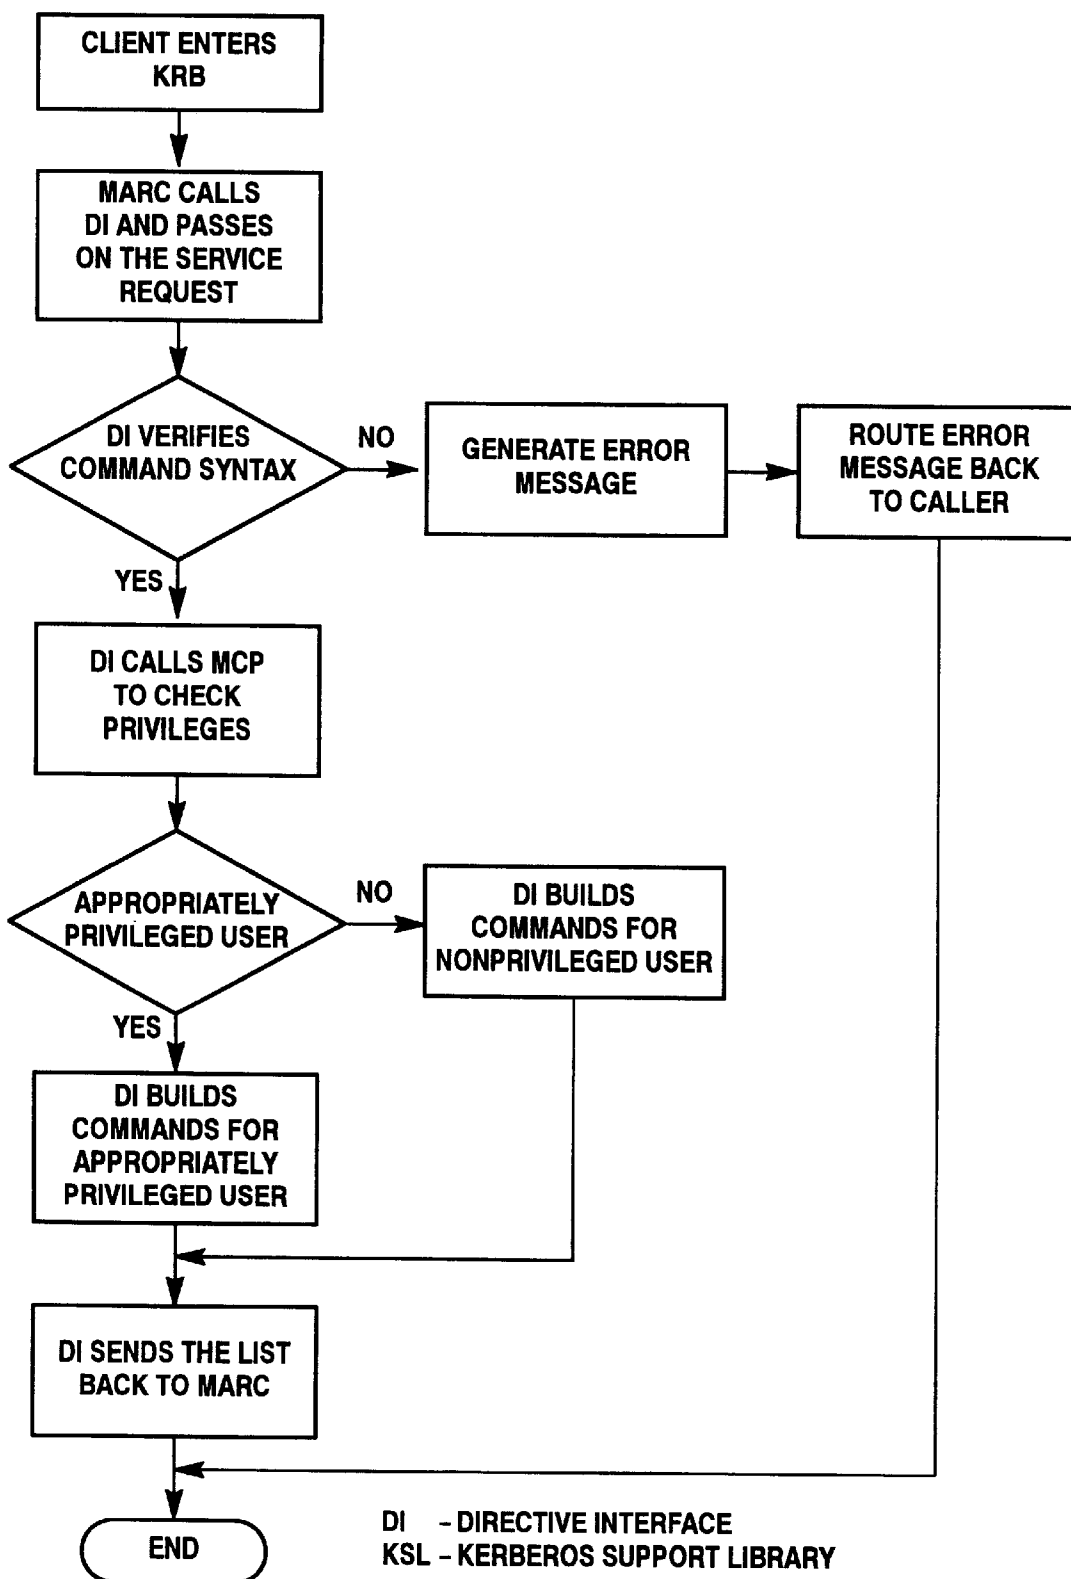 CLIENT ENTERS
KRB
MARC CALLS
DI AND PASSES
ON THE SERVICE
REQUEST
DI VERIFIES
COMMAND SYNTAX
NO
GENERATE ERROR
MESSAGE
ROUTE ERROR
MESSAGE BACK
TO CALLER
YES
DI CALLS MCP
TO CHECK
PRIVILEGES
APPROPRIATELY
PRIVILEGED USER
NO
DI BUILDS
COMMANDS FOR
NONPRIVILEGED USER
YES
DI BUILDS
COMMANDS FOR
APPROPRIATELY
PRIVILEGED USER
DI SENDS THE LIST
BACK TO MARC
END
DI – DIRECTIVE INTERFACE
KSL – KERBEROS SUPPORT LIBRARY